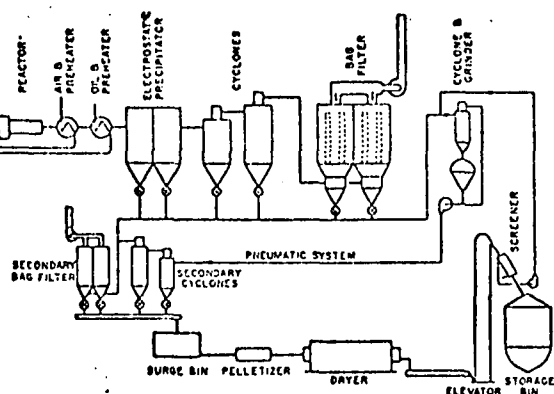 REACTOR
AIR &
PREHEATER
OIL &
PREHEATER
ELECTROSTATIC
PRECIPITATOR
CYCLONES
BAG
FILTER
CYCLONE &
GRINDER
SCREENER
PNEUMATIC SYSTEM
SECONDARY
BAG FILTER
SECONDARY
CYCLONES
SURGE BIN
PELLETIZER
DRYER
ELEVATOR
STORAGE
BIN